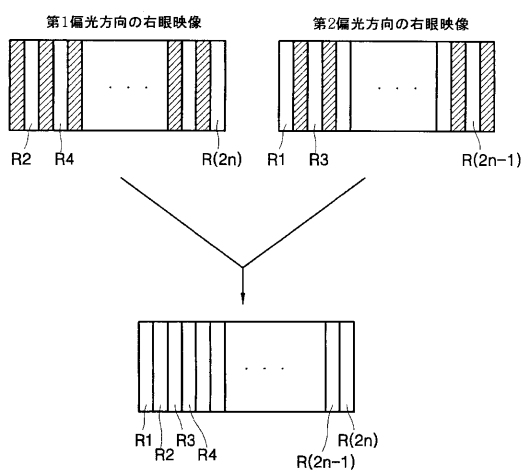 第1偏光方向の右眼映像
第2偏光方向の右眼映像
. . .
. . .
R2 R4 R(2n)
R1 R3 R(2n−1)
. . .
R1 R2 R3 R4 R(2n−1) R(2n)